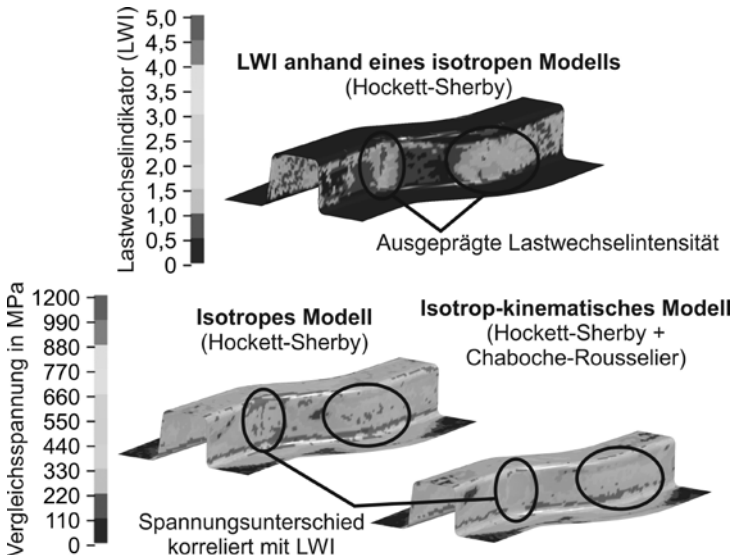 Lastwechselindikator (LWI)
5,0
4,5
4,0
3,5
3,0
2,5
2,0
1,5
1,0
0,5
0
LWI anhand eines isotropen Modells
(Hockett-Sherby)
Ausgeprägte Lastwechselintensität
Vergleichsspannung in MPa
1200
990
880
770
660
550
440
330
220
110
0
Isotropes Modell
(Hockett-Sherby)
Isotrop-kinematisches Modell
(Hockett-Sherby +
Chaboche-Rousselier)
Spannungsunterschied
korreliert mit LWI